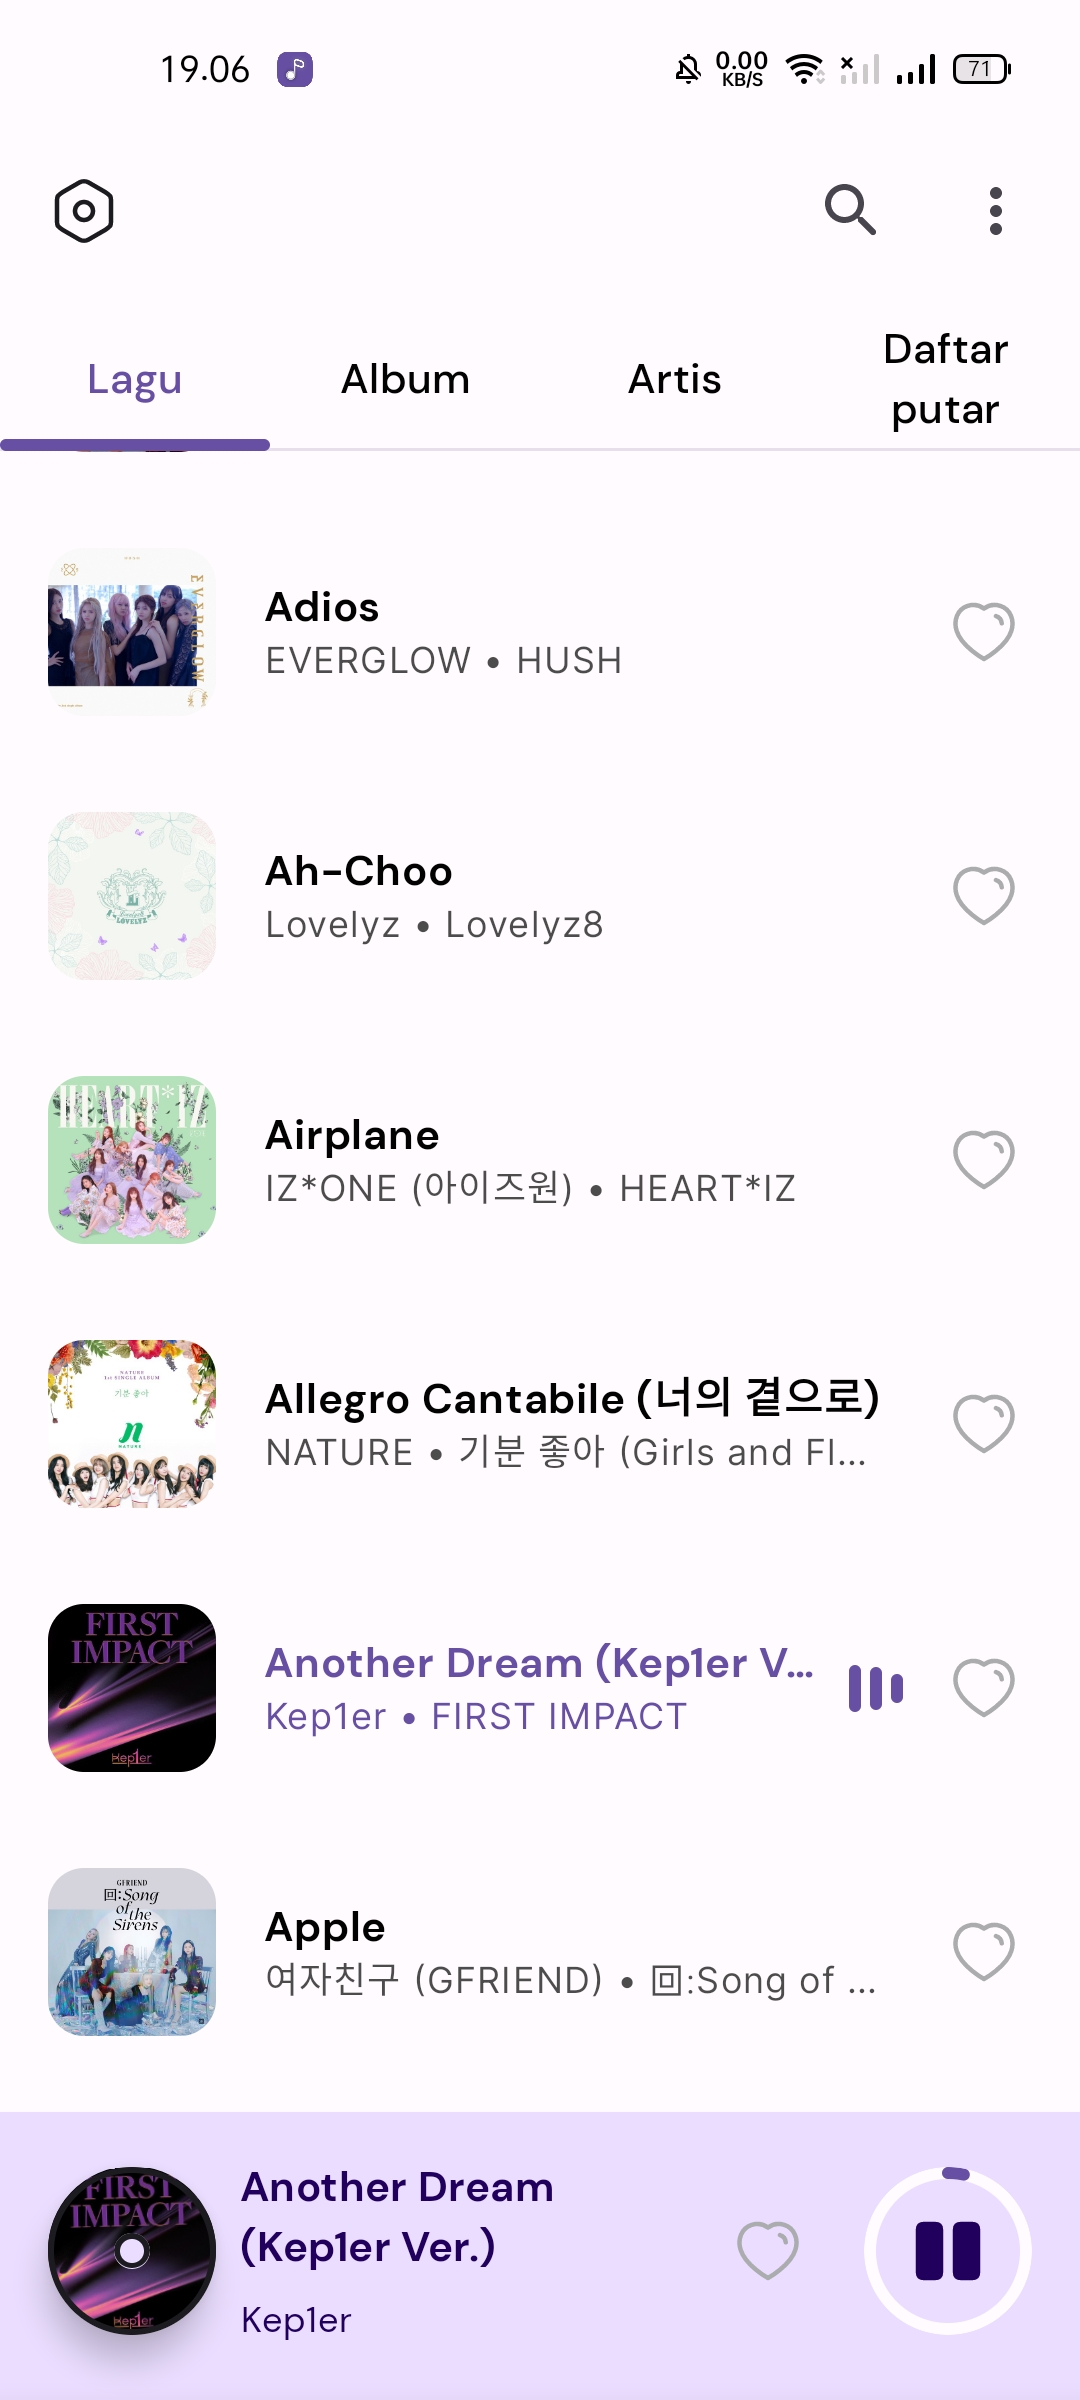 19.06
0.00
KB/S
71
Lagu
Album
Artis
Daftar
putar
EVERGLOW
Adios
EVERGLOW • HUSH
LOVELYZ
Ah-Choo
Lovelyz • Lovelyz8
HEART*IZ
Airplane
IZ*ONE (아이즈원) • HEART*IZ
NATURE
1st SINGLE ALBUM
기분 좋아
n
NATURE
Allegro Cantabile (너의 곁으로)
NATURE • 기분 좋아 (Girls and Fl...
FIRST
IMPACT
Kep1er
Another Dream (Kep1er V...
Kep1er • FIRST IMPACT
GFRIEND
回:Song
of the
Sirens
Apple
여자친구 (GFRIEND) • 回:Song of ...
FIRST
IMPACT
Kep1er
Another Dream
(Kep1er Ver.)
Kep1er